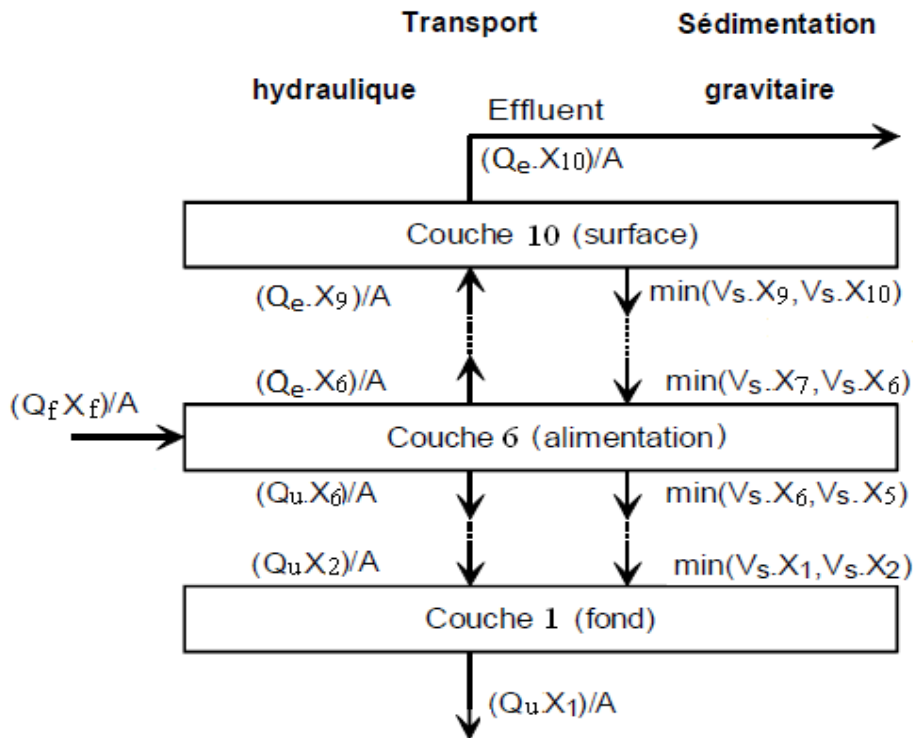 Transport Sédimentation
hydraulique gravitaire
Effluent
(Qe.X10)/A
Couche 10 (surface)
(Qe.X9)/A min(Vs.X9,Vs.X10)
(Qe.X6)/A min(Vs.X7,Vs.X6)
(Qf Xf)/A
Couche 6 (alimentation)
(Qu.X6)/A min(Vs.X6,Vs.X5)
(QuX2)/A min(Vs.X1,Vs.X2)
Couche 1 (fond)
(Qu.X1)/A